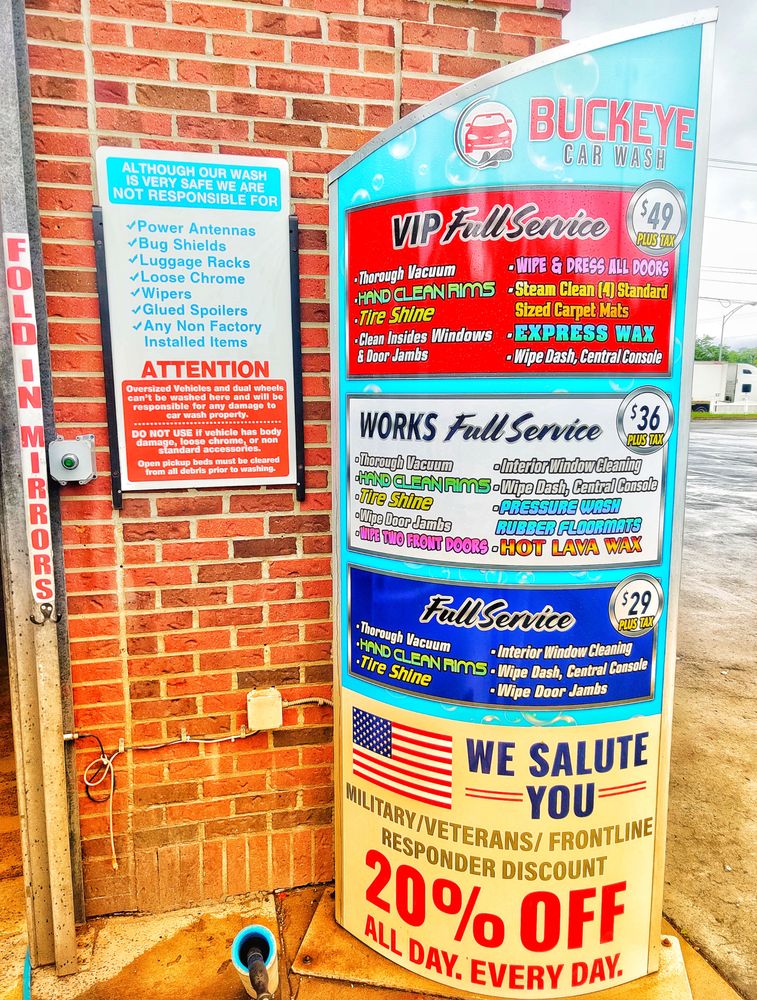 FOLD IN MIRRORS
FOLD
ALTHOUGH OUR WASH
IS VERY SAFE WE ARE
NOT RESPONSIBLE FOR
✓Power Antennas
✓Bug Shields
✓Luggage Racks
✓Loose Chrome
✓Wipers
✓Glued Spoilers
✓Any Non Factory
Installed Items
ATTENTION
Oversized Vehicles and dual wheels
can't be washed here and will be
responsible for any damage to
car wash property.
DO NOT USE if vehicle has body
damage, loose chrome, or non
standard accessories.
Open pickup beds must be cleared
from all debris prior to washing.
BUCKEYE
CAR WASH
VIP Full Service
$49
PLUS TAX
• Thorough Vacuum
• HAND CLEAN RIMS
• Tire Shine
• Clean Insides Windows
& Door Jambs
• WIPE & DRESS ALL DOORS
• Steam Clean (4) Standard
Sized Carpet Mats
• EXPRESS WAX
• Wipe Dash, Central Console
WORKS Full Service
$36
PLUS TAX
• Thorough Vacuum
• HAND CLEAN RIMS
• Tire Shine
• Wipe Door Jambs
• WIPE TWO FRONT DOORS
• Interior Window Cleaning
• Wipe Dash, Central Console
• PRESSURE WASH
RUBBER FLOORMATS
• HOT LAVA WAX
Full Service
$29
PLUS TAX
• Thorough Vacuum
• HAND CLEAN RIMS
• Tire Shine
• Interior Window Cleaning
• Wipe Dash, Central Console
• Wipe Door Jambs
WE SALUTE
YOU
MILITARY/VETERANS/ FRONTLINE
RESPONDER DISCOUNT
20% OFF
ALL DAY. EVERY DAY.